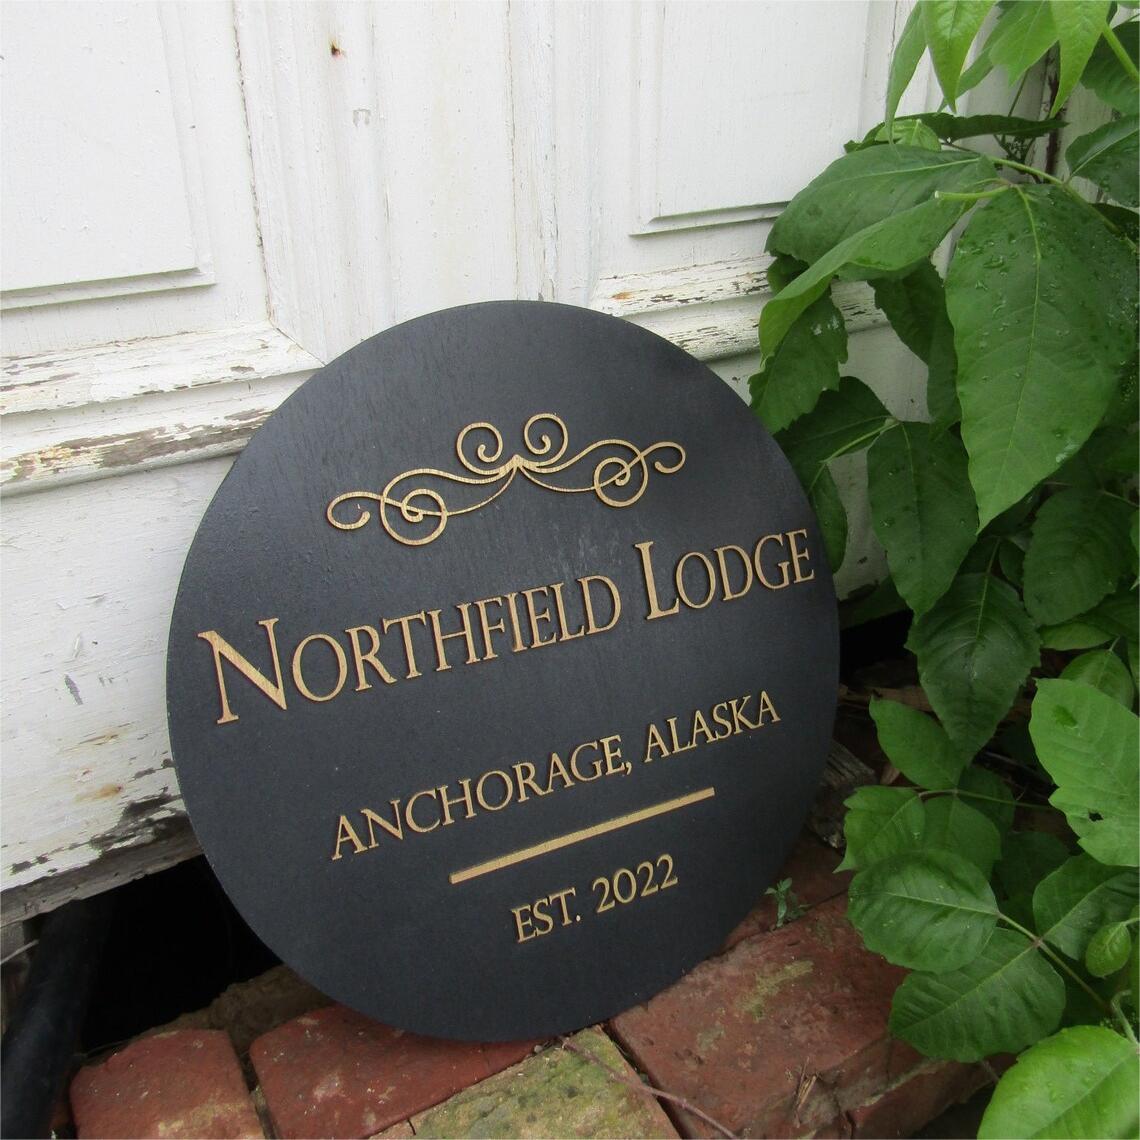 Northfield Lodge
ANCHORAGE, ALASKA
EST. 2022